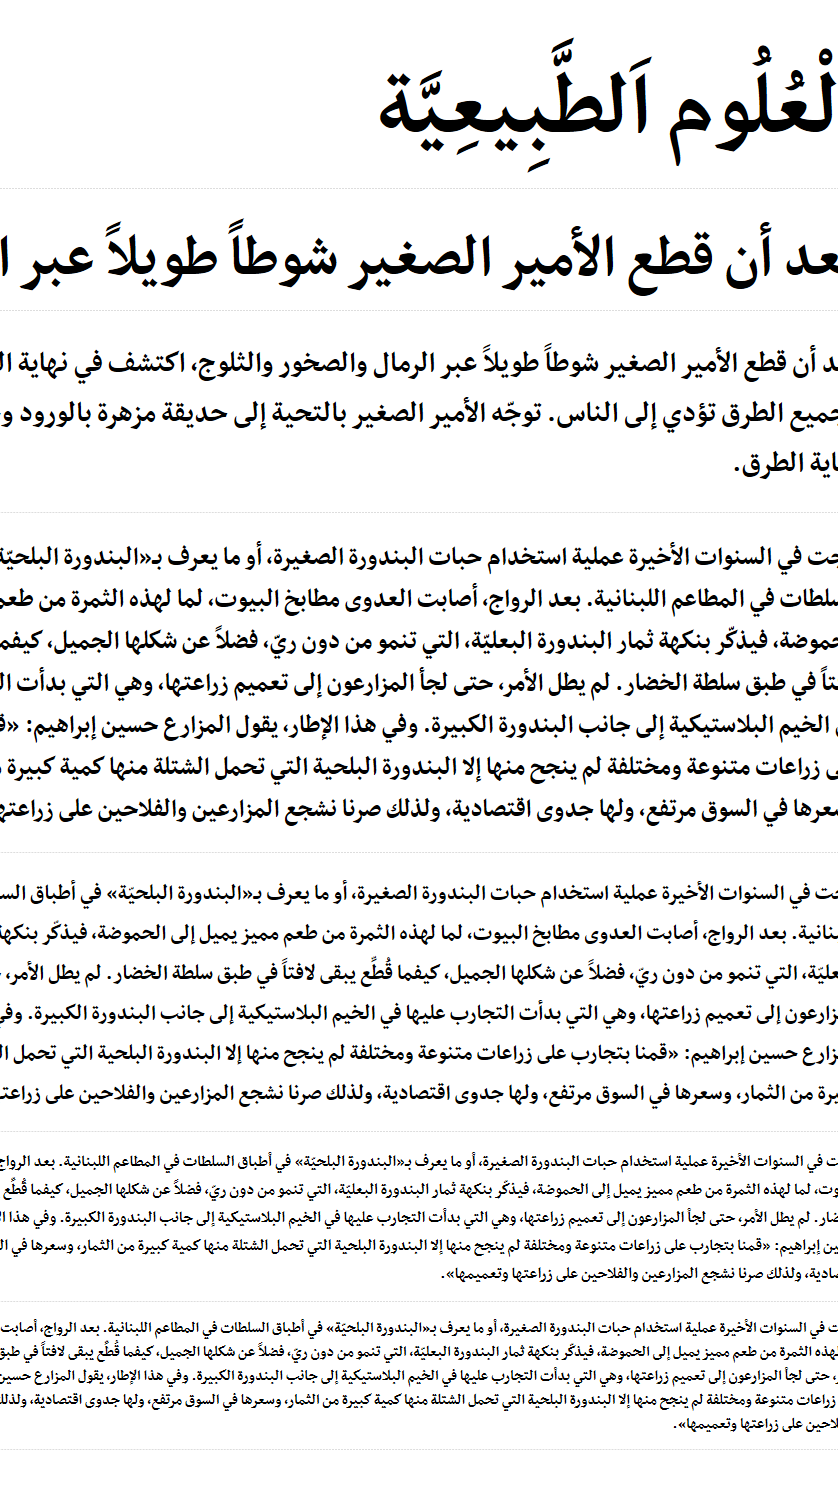 لْعُلُوم اَلطَّبِيعِيَّة
عد أن قطع الأمير الصغير شوطاً طويلاً عبر ا
د أن قطع الأمير الصغير شوطاً طويلاً عبر الرمال والصخور والثلوج، اكتشف في نهاية ال
جميع الطرق تؤدي إلى الناس. توجّه الأمير الصغير بالتحية إلى حديقة مزهرة بالورود و
اية الطرق.
جت في السنوات الأخيرة عملية استخدام حبات البندورة الصغيرة، أو ما يعرف بـ«البندورة البلحيّة
سلطات في المطاعم اللبنانية. بعد الرواج، أصابت العدوى مطابخ البيوت، لما لهذه الثمرة من طعم
حموضة، فيذكّر بنكهة ثمار البندورة البعليّة، التي تنمو من دون ريّ، فضلاً عن شكلها الجميل، كيفما
تاً في طبق سلطة الخضار. لم يطل الأمر، حتى لجأ المزارعون إلى تعميم زراعتها، وهي التي بدأت ال
الخيم البلاستيكية إلى جانب البندورة الكبيرة. وفي هذا الإطار، يقول المزارع حسين إبراهيم: «ق
ى زراعات متنوعة ومختلفة لم ينجح منها إلا البندورة البلحية التي تحمل الشتلة منها كمية كبيرة
سعرها في السوق مرتفع، ولها جدوى اقتصادية، ولذلك صرنا نشجع المزارعين والفلاحين على زراعته
جت في السنوات الأخيرة عملية استخدام حبات البندورة الصغيرة، أو ما يعرف بـ«البندورة البلحيّة» في أطباق الس
بنانية. بعد الرواج، أصابت العدوى مطابخ البيوت، لما لهذه الثمرة من طعم مميز يميل إلى الحموضة، فيذكّر بنكهة
عليّة، التي تنمو من دون ريّ، فضلاً عن شكلها الجميل، كيفما قُطِّع يبقى لافتاً في طبق سلطة الخضار. لم يطل الأمر،
زارعون إلى تعميم زراعتها، وهي التي بدأت التجارب عليها في الخيم البلاستيكية إلى جانب البندورة الكبيرة. وفي
زارع حسين إبراهيم: «قمنا بتجارب على زراعات متنوعة ومختلفة لم ينجح منها إلا البندورة البلحية التي تحمل ال
يرة من الثمار، وسعرها في السوق مرتفع، ولها جدوى اقتصادية، ولذلك صرنا نشجع المزارعين والفلاحين على زراعت
ت في السنوات الأخيرة عملية استخدام حبات البندورة الصغيرة، أو ما يعرف بـ«البندورة البلحيّة» في أطباق السلطات في المطاعم اللبنانية. بعد الرواج
وت، لما لهذه الثمرة من طعم مميز يميل إلى الحموضة، فيذكّر بنكهة ثمار البندورة البعليّة، التي تنمو من دون ريّ، فضلاً عن شكلها الجميل، كيفما قُطِّع
ضار. لم يطل الأمر، حتى لجأ المزارعون إلى تعميم زراعتها، وهي التي بدأت التجارب عليها في الخيم البلاستيكية إلى جانب البندورة الكبيرة. وفي هذا الإ
ين إبراهيم: «قمنا بتجارب على زراعات متنوعة ومختلفة لم ينجح منها إلا البندورة البلحية التي تحمل الشتلة منها كمية كبيرة من الثمار، وسعرها في ال
صادية، ولذلك صرنا نشجع المزارعين والفلاحين على زراعتها وتعميمها».
ت في السنوات الأخيرة عملية استخدام حبات البندورة الصغيرة، أو ما يعرف بـ«البندورة البلحيّة» في أطباق السلطات في المطاعم اللبنانية. بعد الرواج، أصابت
لهذه الثمرة من طعم مميز يميل إلى الحموضة، فيذكّر بنكهة ثمار البندورة البعليّة، التي تنمو من دون ريّ، فضلاً عن شكلها الجميل، كيفما قُطِّع يبقى لافتاً في طبق
، حتى لجأ المزارعون إلى تعميم زراعتها، وهي التي بدأت التجارب عليها في الخيم البلاستيكية إلى جانب البندورة الكبيرة. وفي هذا الإطار، يقول المزارع حسين
زراعات متنوعة ومختلفة لم ينجح منها إلا البندورة البلحية التي تحمل الشتلة منها كمية كبيرة من الثمار، وسعرها في السوق مرتفع، ولها جدوى اقتصادية، ولذلك
لاحين على زراعتها وتعميمها».